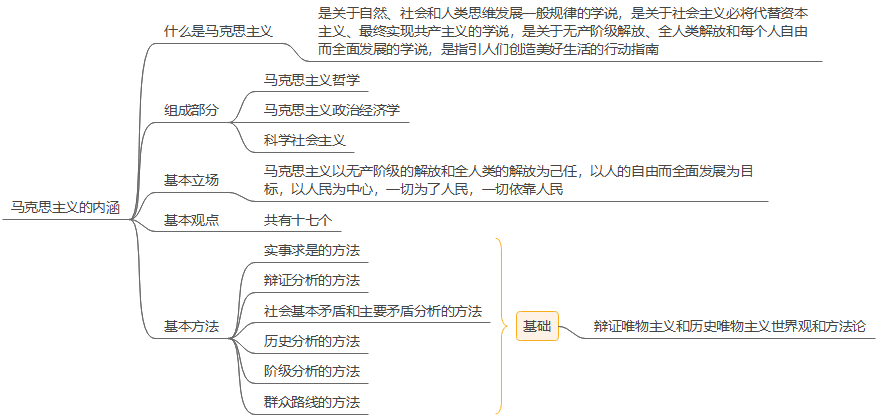 马克思主义的内涵
什么是马克思主义
是关于自然、社会和人类思维发展一般规律的学说，是关于社会主义必将代替资本
主义、最终实现共产主义的学说，是关于无产阶级解放、全人类解放和每个人自由
而全面发展的学说，是指引人们创造美好生活的行动指南
组成部分
马克思主义哲学
马克思主义政治经济学
科学社会主义
基本立场
马克思主义以无产阶级的解放和全人类的解放为己任，以人的自由而全面发展为目
标，以人民为中心，一切为了人民，一切依靠人民
基本观点
共有十七个
基本方法
实事求是的方法
辩证分析的方法
社会基本矛盾和主要矛盾分析的方法
历史分析的方法
阶级分析的方法
群众路线的方法
基础
辩证唯物主义和历史唯物主义世界观和方法论